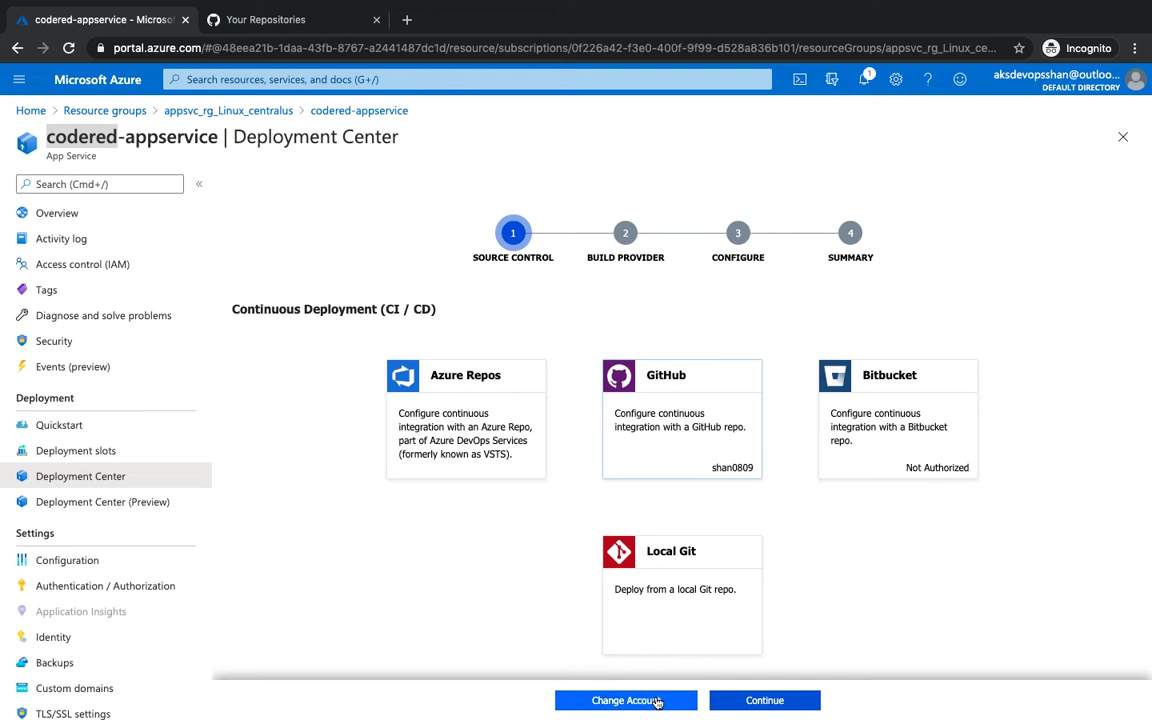 codered-appservice - Microso
Your Repositories
portal.azure.com/#@48eea21b-1daa-43fb-8767-a2441487dc1d/resource/subscriptions/0f226a42-f3e0-400f-9f99-d528a836b101/resourceGroups/appsvc_rg_Linux_ce...
Incognito
Microsoft Azure
Search resources, services, and docs (G+/)
1
aksdevopsshan@outloo...
DEFAULT DIRECTORY
Home > Resource groups > appsvc_rg_Linux_centralus > codered-appservice
codered-appservice | Deployment Center
App Service
Search (Cmd+/)
«
Overview
Activity log
Access control (IAM)
Tags
Diagnose and solve problems
Security
Events (preview)
Deployment
Quickstart
Deployment slots
Deployment Center
Deployment Center (Preview)
Settings
Configuration
Authentication / Authorization
Application Insights
Identity
Backups
Custom domains
TLS/SSL settings
1 2 3 4
SOURCE CONTROL BUILD PROVIDER CONFIGURE SUMMARY
Continuous Deployment (CI / CD)
Azure Repos
Configure continuous
integration with an Azure Repo,
part of Azure DevOps Services
(formerly known as VSTS).
GitHub
Configure continuous
integration with a GitHub repo.
shan0809
Bitbucket
Configure continuous
integration with a Bitbucket
repo.
Not Authorized
Local Git
Deploy from a local Git repo.
Change Account
Continue